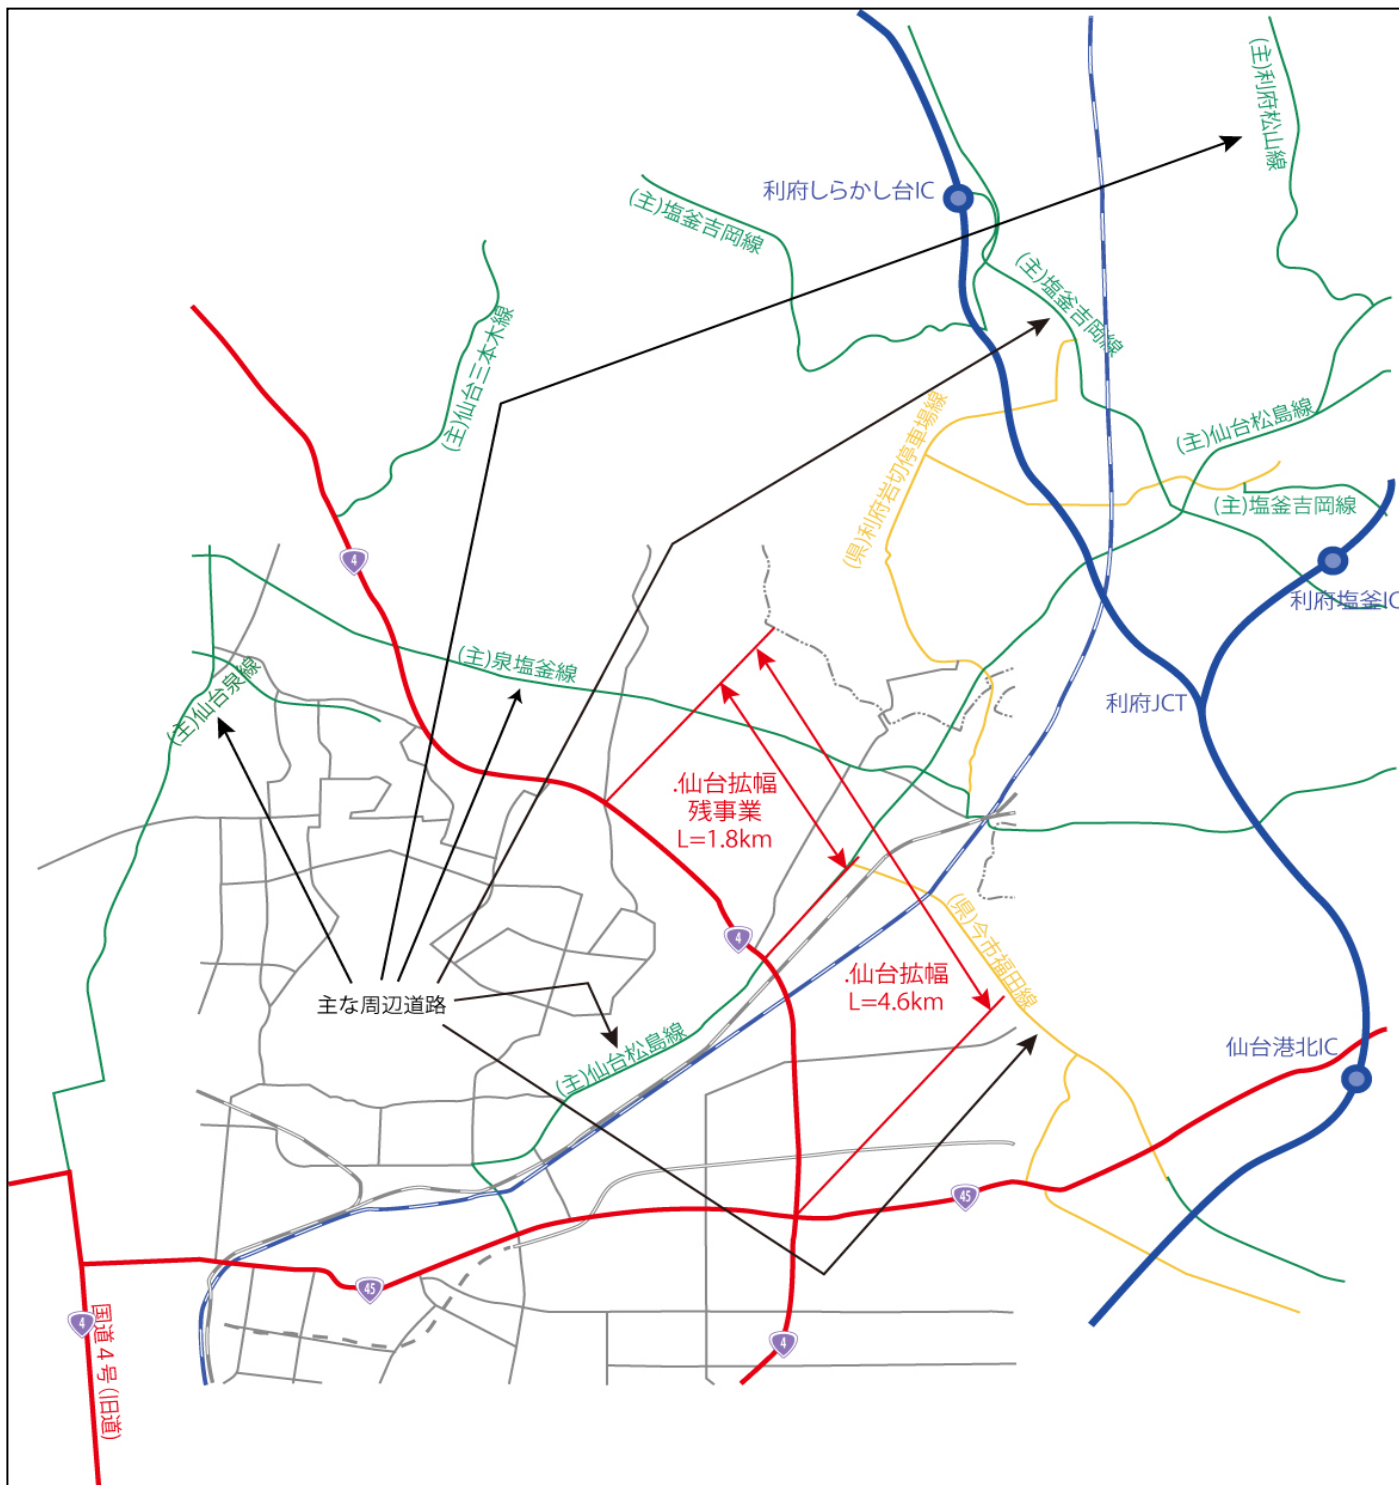 (主)利府松山線
利府しらかし台IC
(主)塩釜吉岡線
(主)塩釜吉岡線
(主)仙台三本木線
(主)仙台松島線
(県)利府岩切停車場線
(主)塩釜吉岡線
4
利府塩釜IC
(主)泉塩釜線
(主)仙台泉線
利府JCT
.仙台拡幅
残事業
L=1.8km
4
(県)今市福田線
.仙台拡幅
L=4.6km
主な周辺道路
仙台港北IC
(主)仙台松島線
45
45
4
国道4号(旧道)
4